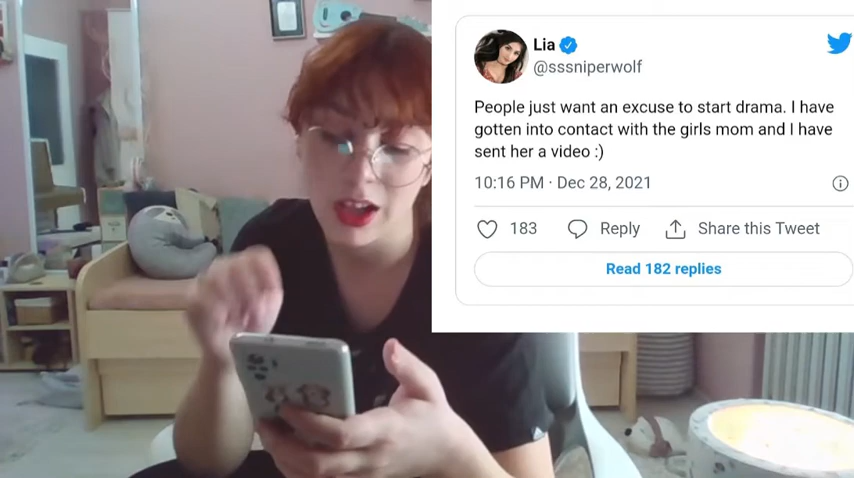 Lia
@sssniperwolf
People just want an excuse to start drama. I have
gotten into contact with the girls mom and I have
sent her a video :)
10:16 PM · Dec 28, 2021
183 Reply Share this Tweet
Read 182 replies